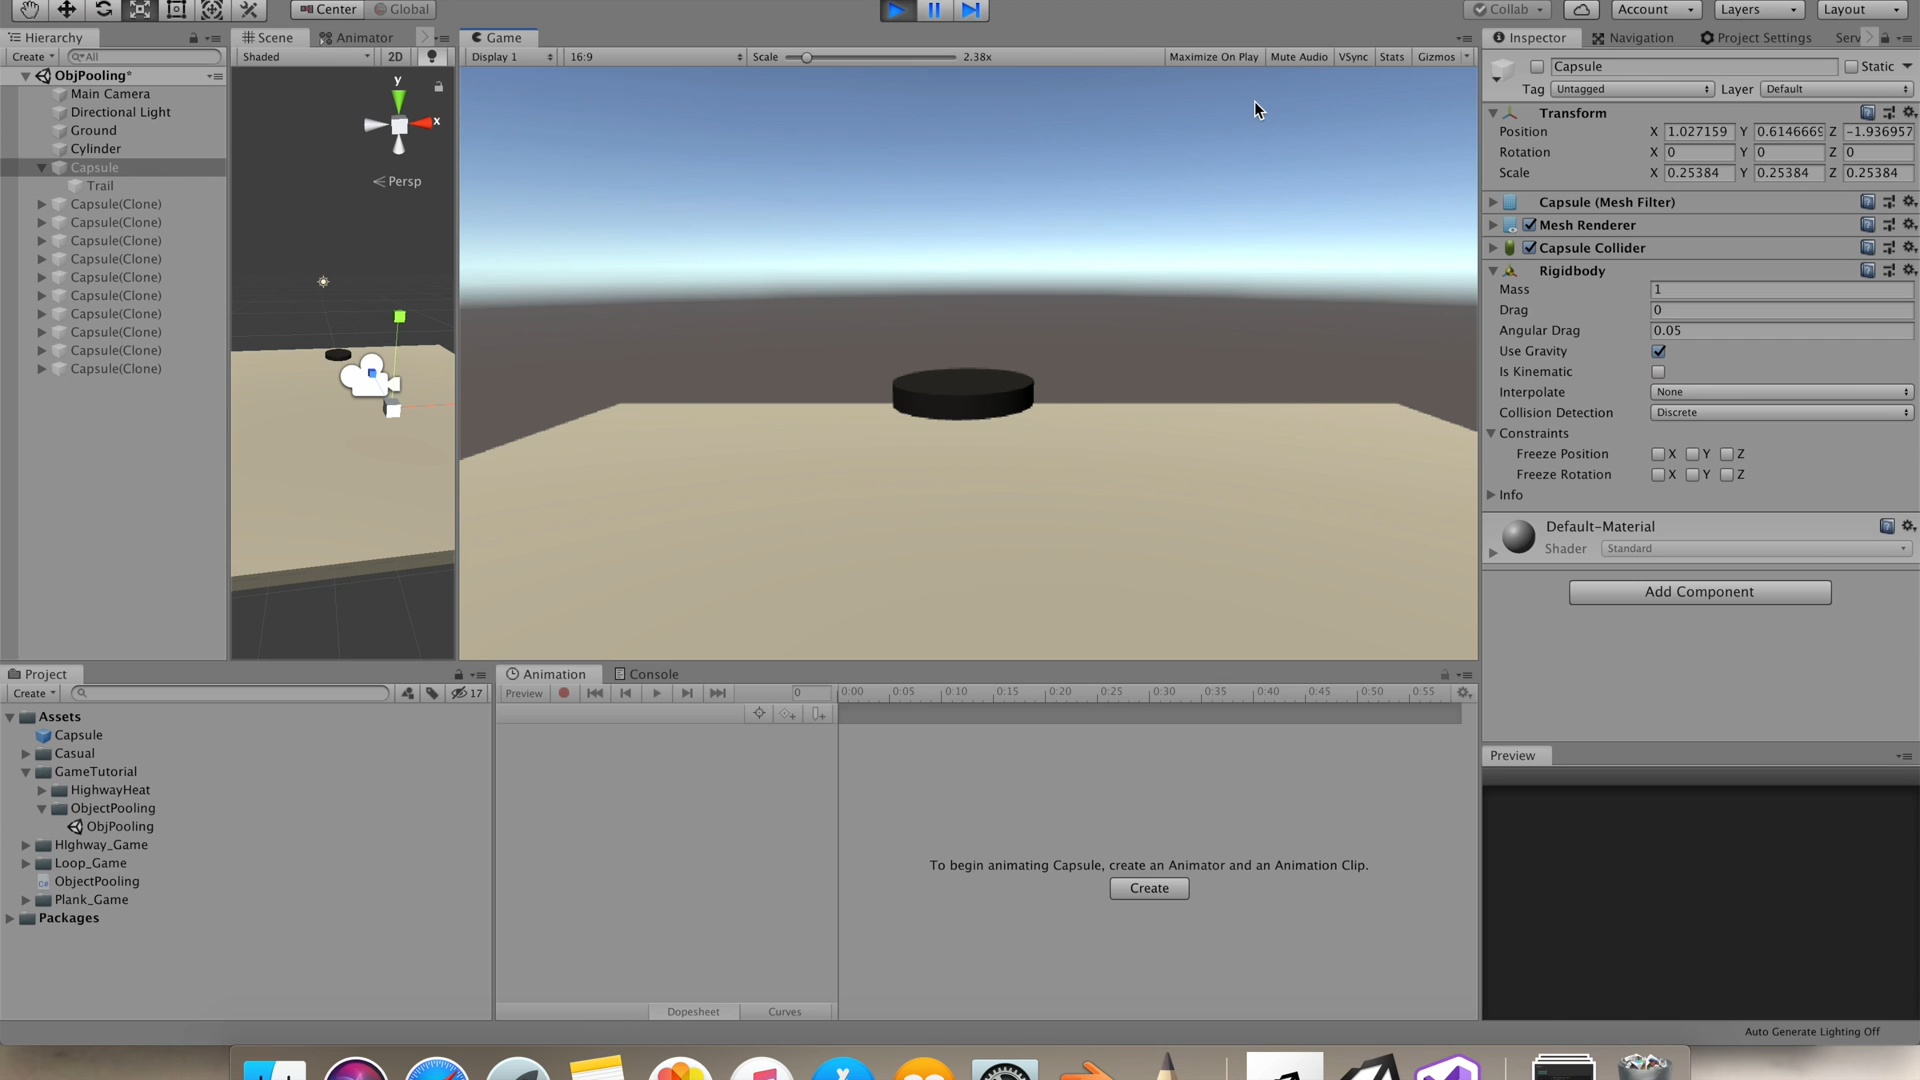 Center Global
Collab Account Layers Layout
Hierarchy
Create All
ObjPooling*
Main Camera
Directional Light
Ground
Cylinder
Capsule
Trail
Capsule(Clone)
Capsule(Clone)
Capsule(Clone)
Capsule(Clone)
Capsule(Clone)
Capsule(Clone)
Capsule(Clone)
Capsule(Clone)
Capsule(Clone)
Capsule(Clone)
Scene Animator
Shaded 2D
y
x
Persp
Game
Display 1 16:9 Scale 2.38x Maximize On Play Mute Audio VSync Stats Gizmos
Inspector Navigation Project Settings Serv
Capsule Static
Tag Untagged Layer Default
Transform
Position X 1.027159 Y 0.6146669 Z -1.936957
Rotation X 0 Y 0 Z 0
Scale X 0.25384 Y 0.25384 Z 0.25384
Capsule (Mesh Filter)
Mesh Renderer
Capsule Collider
Rigidbody
Mass 1
Drag 0
Angular Drag 0.05
Use Gravity
Is Kinematic
Interpolate None
Collision Detection Discrete
Constraints
Freeze Position X Y Z
Freeze Rotation X Y Z
Info
Default-Material
Shader Standard
Add Component
Preview
Project
Create 17
Assets
Capsule
Casual
GameTutorial
HighwayHeat
ObjectPooling
ObjPooling
HIghway_Game
Loop_Game
ObjectPooling
Plank_Game
Packages
Animation Console
Preview 0 0:00 0:05 0:10 0:15 0:20 0:25 0:30 0:35 0:40 0:45 0:50 0:55
To begin animating Capsule, create an Animator and an Animation Clip.
Create
Dopesheet Curves
Auto Generate Lighting Off